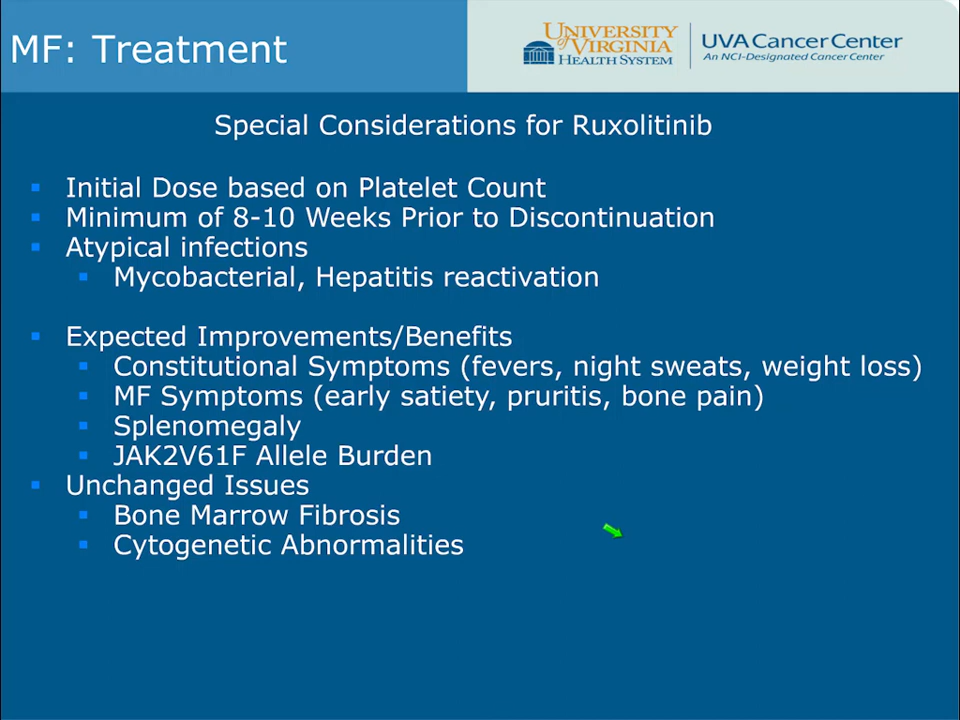 MF: Treatment
UNIVERSITY
OF VIRGINIA
HEALTH SYSTEM
UVA Cancer Center
An NCI-Designated Cancer Center
Special Considerations for Ruxolitinib
Initial Dose based on Platelet Count
Minimum of 8-10 Weeks Prior to Discontinuation
Atypical infections
Mycobacterial, Hepatitis reactivation
Expected Improvements/Benefits
Constitutional Symptoms (fevers, night sweats, weight loss)
MF Symptoms (early satiety, pruritis, bone pain)
Splenomegaly
JAK2V61F Allele Burden
Unchanged Issues
Bone Marrow Fibrosis
Cytogenetic Abnormalities